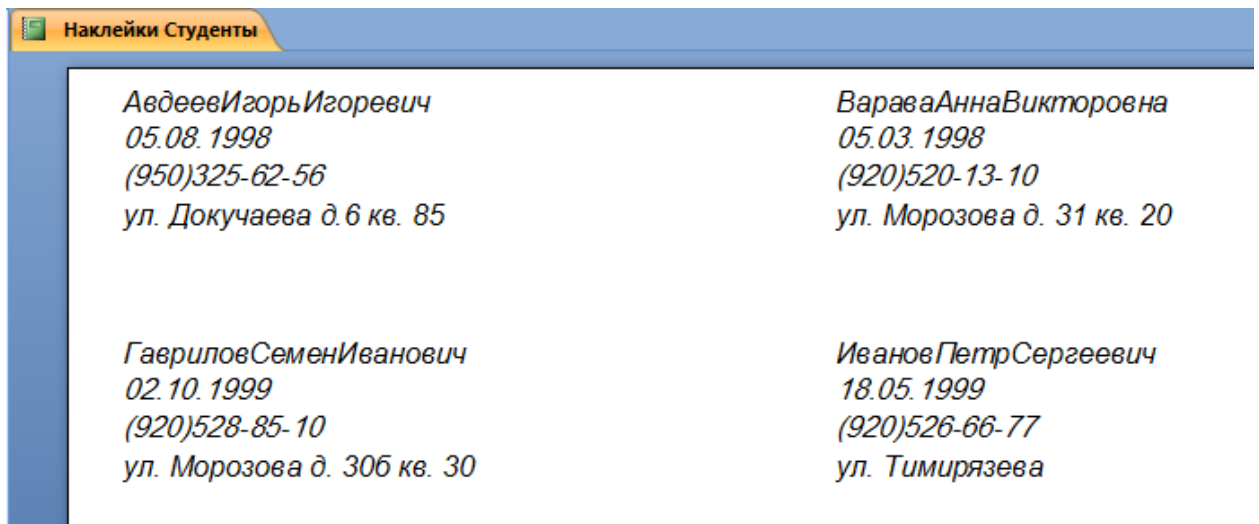 Наклейки Студенты
АвдеевИгорьИгоревич
05.08.1998
(950)325-62-56
ул. Докучаева д.6 кв. 85
ВараваАннаВикторовна
05.03.1998
(920)520-13-10
ул. Морозова д. 31 кв. 20
ГавриловСеменИванович
02.10.1999
(920)528-85-10
ул. Морозова д. 30б кв. 30
ИвановПетрСергеевич
18.05.1999
(920)526-66-77
ул. Тимирязева